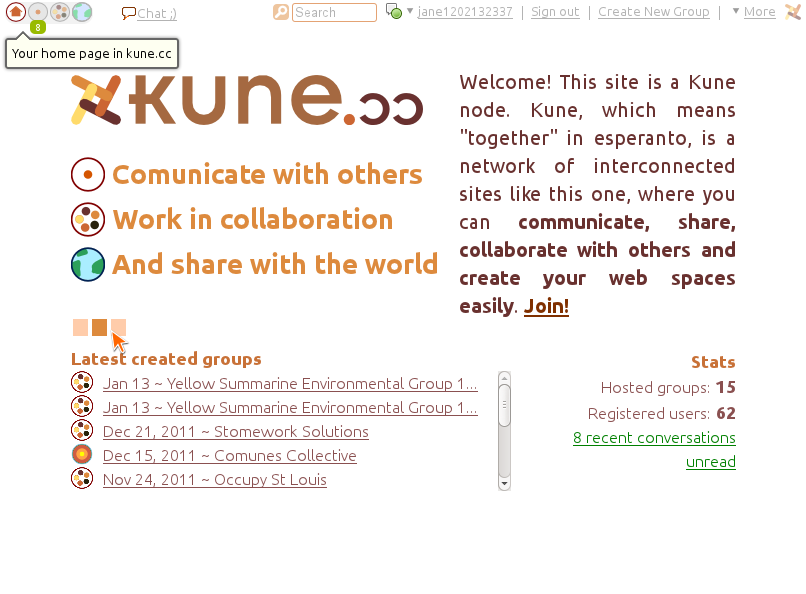 Chat ;)
Search
jane1202132337 | Sign out | Create New Group | More
8
Your home page in kune.cc
kune.cc
Comunicate with others
Work in collaboration
And share with the world
Welcome! This site is a Kune
node. Kune, which means
"together" in esperanto, is a
network of interconnected
sites like this one, where you
can communicate, share,
collaborate with others and
create your web spaces
easily. Join!
Latest created groups
Jan 13 ~ Yellow Summarine Environmental Group 1...
Jan 13 ~ Yellow Summarine Environmental Group 1...
Dec 21, 2011 ~ Stomework Solutions
Dec 15, 2011 ~ Comunes Collective
Nov 24, 2011 ~ Occupy St Louis
Stats
Hosted groups: 15
Registered users: 62
8 recent conversations
unread